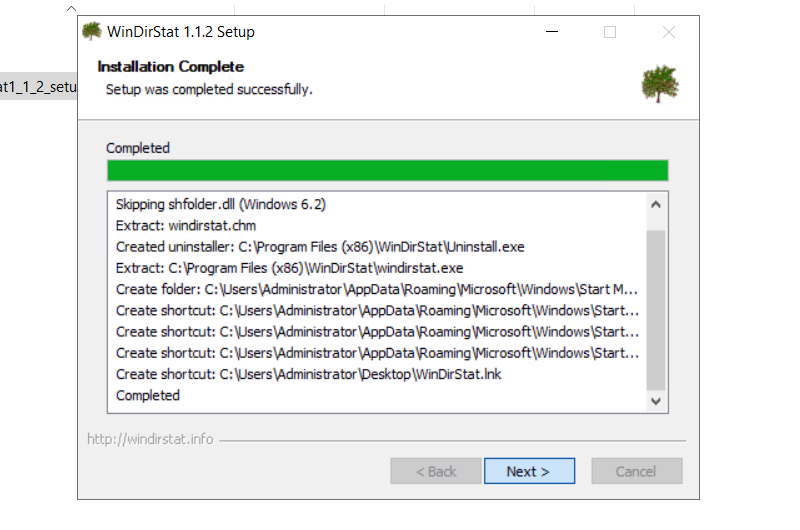 WinDirStat 1.1.2 Setup
Installation Complete
Setup was completed successfully.
at1_1_2_setu
Completed
Skipping shfolder.dll (Windows 6.2)
Extract: windirstat.chm
Created uninstaller: C:\Program Files (x86)\WinDirStat\Uninstall.exe
Extract: C:\Program Files (x86)\WinDirStat\windirstat.exe
Create folder: C:\Users\Administrator\AppData\Roaming\Microsoft\Windows\Start M...
Create shortcut: C:\Users\Administrator\AppData\Roaming\Microsoft\Windows\Start...
Create shortcut: C:\Users\Administrator\AppData\Roaming\Microsoft\Windows\Start...
Create shortcut: C:\Users\Administrator\AppData\Roaming\Microsoft\Windows\Start...
Create shortcut: C:\Users\Administrator\Desktop\WinDirStat.lnk
Completed
http://windirstat.info
< Back
Next >
Cancel